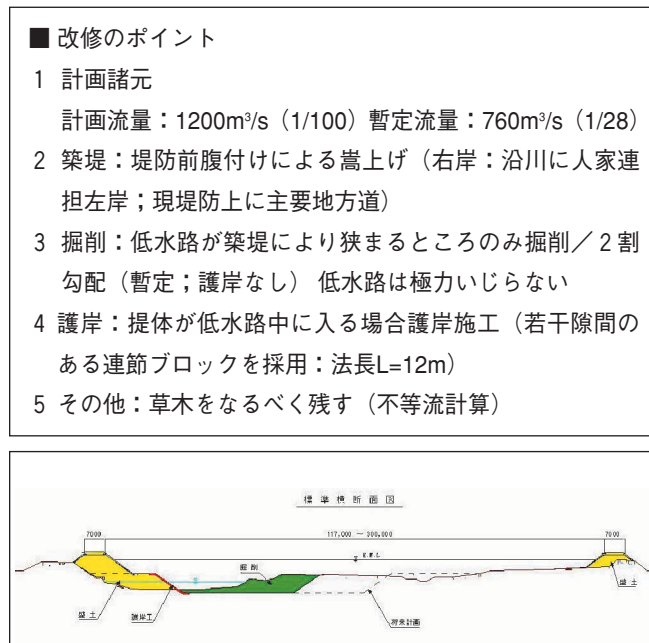 ■ 改修のポイント
1 計画諸元
計画流量：1200m³/s（1/100）暫定流量：760m³/s（1/28）
2 築堤：堤防前腹付けによる嵩上げ（右岸：沿川に人家連
担左岸；現堤防上に主要地方道）
3 掘削：低水路が築堤により狭まるところのみ掘削／２割
勾配（暫定；護岸なし） 低水路は極力いじらない
4 護岸：提体が低水路中に入る場合護岸施工（若干隙間の
ある連節ブロックを採用：法長L=12m）
5 その他：草木をなるべく残す（不等流計算）
標準横断面図
7000 117,000 ～ 300,000 7000
H.W.L
掘削
盛土 護岸工 将来計画 盛土